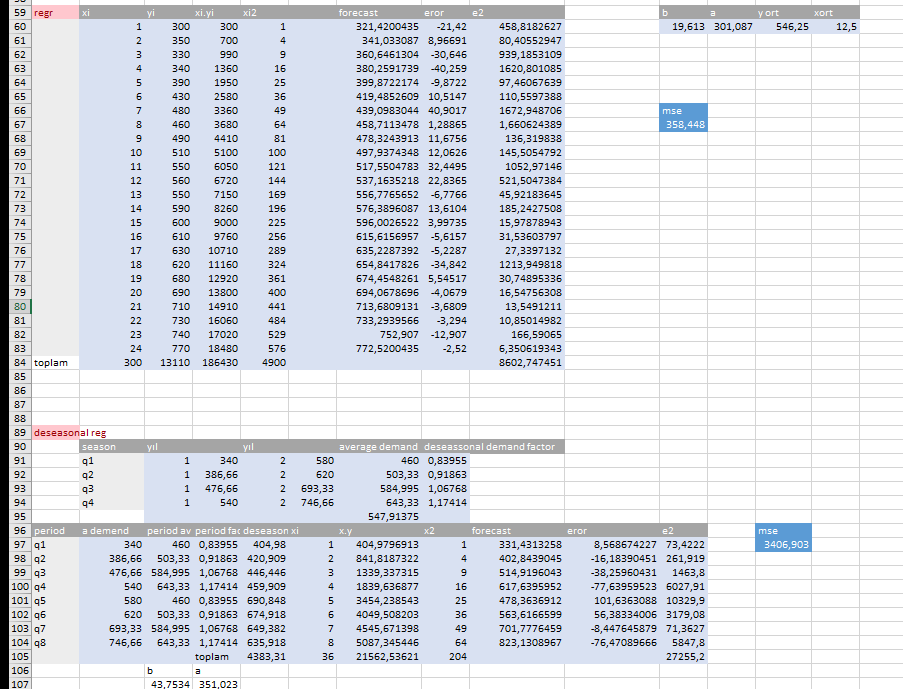 59 regr xi yi xi.yi xi2 forecast eror e2 b a y ort xort
60 1 300 300 1 321,4200435 -21,42 458,8182627 19,613 301,087 546,25 12,5
61 2 350 700 4 341,033087 8,96691 80,40552947
62 3 330 990 9 360,6461304 -30,646 939,1853109
63 4 340 1360 16 380,2591739 -40,259 1620,801085
64 5 390 1950 25 399,8722174 -9,8722 97,46067639
65 6 430 2580 36 419,4852609 10,5147 110,5597388
66 7 480 3360 49 439,0983044 40,9017 1672,948706 mse
67 8 460 3680 64 458,7113478 1,28865 1,660624389 358,448
68 9 490 4410 81 478,3243913 11,6756 136,319838
69 10 510 5100 100 497,9374348 12,0626 145,5054792
70 11 550 6050 121 517,5504783 32,4495 1052,97146
71 12 560 6720 144 537,1635218 22,8365 521,5047384
72 13 550 7150 169 556,7765652 -6,7766 45,92183645
73 14 590 8260 196 576,3896087 13,6104 185,2427508
74 15 600 9000 225 596,0026522 3,99735 15,97878943
75 16 610 9760 256 615,6156957 -5,6157 31,53603797
76 17 630 10710 289 635,2287392 -5,2287 27,3397132
77 18 620 11160 324 654,8417826 -34,842 1213,949818
78 19 680 12920 361 674,4548261 5,54517 30,74895336
79 20 690 13800 400 694,0678696 -4,0679 16,54756308
80 21 710 14910 441 713,6809131 -3,6809 13,5491211
81 22 730 16060 484 733,2939566 -3,294 10,85014982
82 23 740 17020 529 752,907 -12,907 166,59065
83 24 770 18480 576 772,5200435 -2,52 6,350619343
84 toplam 300 13110 186430 4900 8602,747451
85
86
87
88
89 deseasonal reg
90 season yıl yıl average demand deseassonal demand factor
91 q1 1 340 2 580 460 0,83955
92 q2 1 386,66 2 620 503,33 0,91863
93 q3 1 476,66 2 693,33 584,995 1,06768
94 q4 1 540 2 746,66 643,33 1,17414
95 547,91375
96 period a demend period av period fac deseason xi x.y x2 forecast eror e2 mse
97 q1 340 460 0,83955 404,98 1 404,9796913 1 331,4313258 8,568674227 73,4222 3406,903
98 q2 386,66 503,33 0,91863 420,909 2 841,8187322 4 402,8439045 -16,18390451 261,919
99 q3 476,66 584,995 1,06768 446,446 3 1339,337315 9 514,9196043 -38,25960431 1463,8
100 q4 540 643,33 1,17414 459,909 4 1839,636877 16 617,6395952 -77,63959523 6027,91
101 q5 580 460 0,83955 690,848 5 3454,238543 25 478,3636912 101,6363088 10329,9
102 q6 620 503,33 0,91863 674,918 6 4049,508203 36 563,6166599 56,38334006 3179,08
103 q7 693,33 584,995 1,06768 649,382 7 4545,671398 49 701,7776459 -8,447645879 71,3627
104 q8 746,66 643,33 1,17414 635,918 8 5087,345446 64 823,1308967 -76,47089666 5847,8
105 toplam 4383,31 36 21562,53621 204 27255,2
106 b a
107 43,7534 351,023